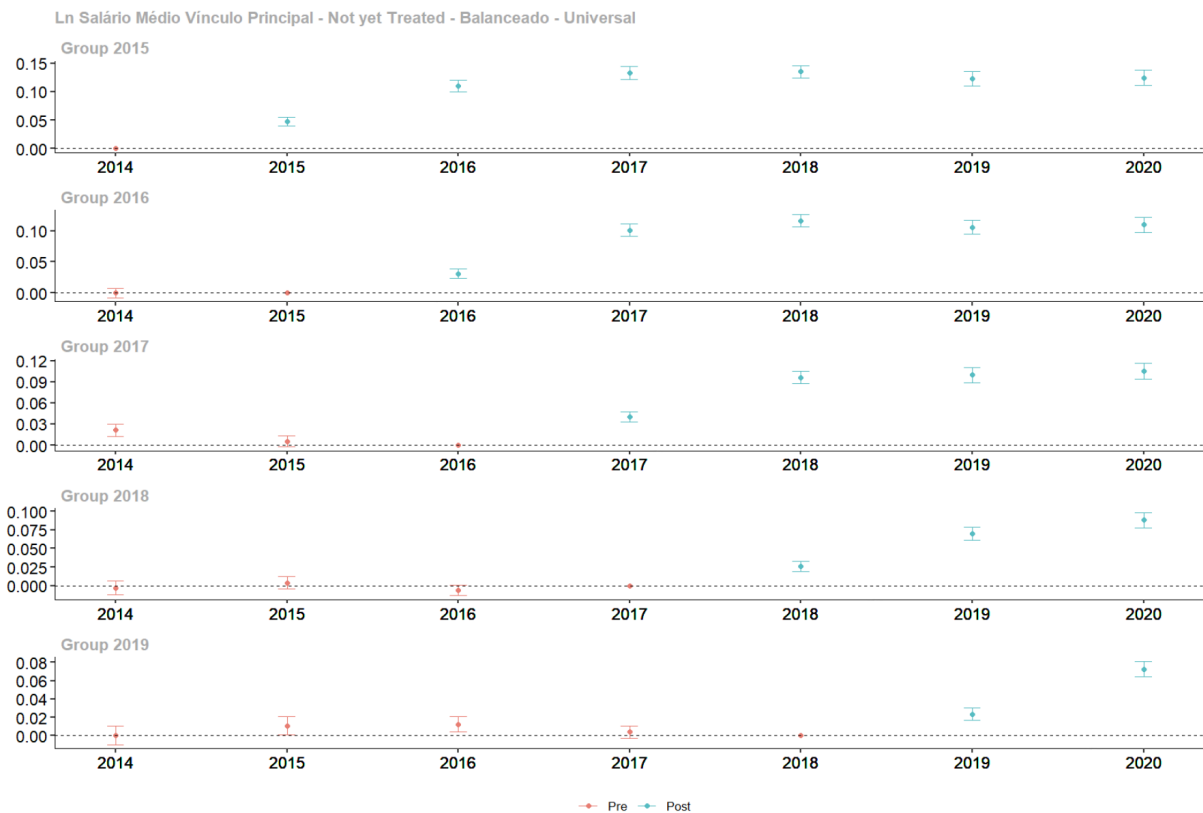 Ln Salário Médio Vínculo Principal - Not yet Treated - Balanceado - Universal
Group 2015
0.15
0.10
0.05
0.00
2014 2015 2016 2017 2018 2019 2020
Group 2016
0.10
0.05
0.00
2014 2015 2016 2017 2018 2019 2020
Group 2017
0.12
0.09
0.06
0.03
0.00
2014 2015 2016 2017 2018 2019 2020
Group 2018
0.100
0.075
0.050
0.025
0.000
2014 2015 2016 2017 2018 2019 2020
Group 2019
0.08
0.06
0.04
0.02
0.00
2014 2015 2016 2017 2018 2019 2020
Pre Post